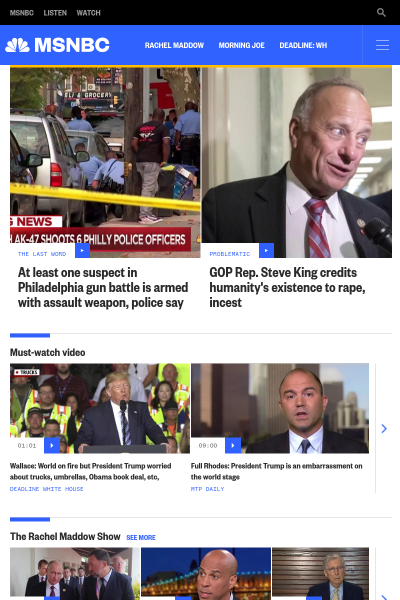 MSNBC LISTEN WATCH
MSNBC
RACHEL MADDOW MORNING JOE DEADLINE: WH
DELI & GROCERY
G NEWS
AK-47 SHOOTS 6 PHILLY POLICE OFFICERS
THE LAST WORD
At least one suspect in
Philadelphia gun battle is armed
with assault weapon, police say
PROBLEMATIC
GOP Rep. Steve King credits
humanity's existence to rape,
incest
Must-watch video
TRUCKS
01:01
Wallace: World on fire but President Trump worried
about trucks, umbrellas, Obama book deal, etc,
DEADLINE WHITE HOUSE
09:00
Full Rhodes: President Trump is an embarrassment on
the world stage
MTP DAILY
The Rachel Maddow Show SEE MORE